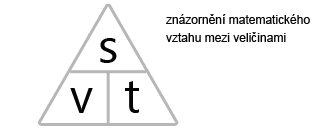 s
v t
znázornění matematického
vztahu mezi veličinami